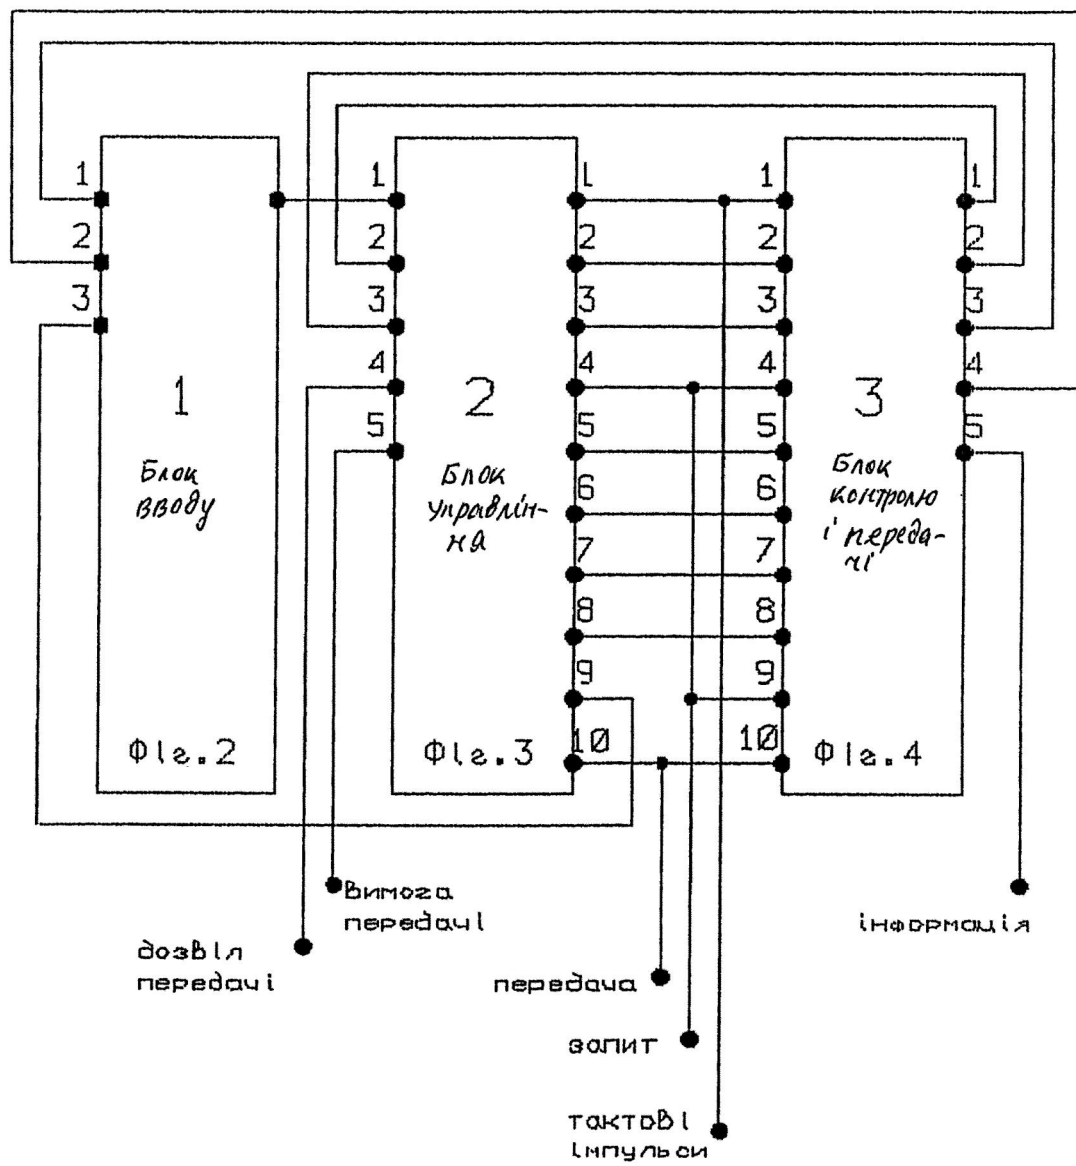 1
2
3
1
Блок
вводу
Фіг.2
1
2
3
4
5
2
Блок
управлін-
ня
Фіг.3
1
2
3
4
5
6
7
8
9
10
1
2
3
4
5
6
7
8
9
10
3
Блок
контролю
і переда-
чі
Фіг.4
1
2
3
4
5
вимога
передачі
дозвіл
передачі
передача
запит
тактові
імпульси
інформація